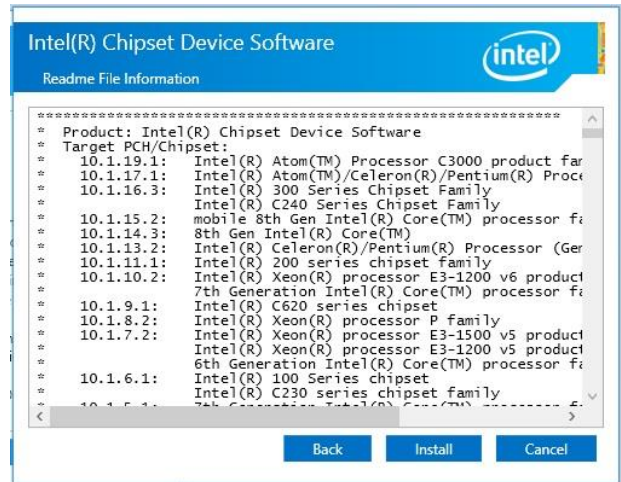 Intel(R) Chipset Device Software
Readme File Information
intel
************************************************************
* Product: Intel(R) Chipset Device Software
* Target PCH/Chipset:
* 10.1.19.1: Intel(R) Atom(TM) Processor C3000 product
* 10.1.17.1: Intel(R) Atom(TM)/Celeron(R)/Pentium(R)
* 10.1.16.3: Intel(R) 300 Series Chipset Family
* Intel(R) C240 Series Chipset Family
* 10.1.15.2: mobile 8th Gen Intel(R) Core(TM) processor
* 10.1.14.3: 8th Gen Intel(R) Core(TM)
* 10.1.13.2: Intel(R) Celeron(R)/Pentium(R) Processor
* 10.1.11.1: Intel(R) 200 series chipset family
* 10.1.10.2: Intel(R) Xeon(R) processor E3-1200 v6 product
* 7th Generation Intel(R) Core(TM) processor
* 10.1.9.1: Intel(R) C620 series chipset
* 10.1.8.2: Intel(R) Xeon(R) processor P family
* 10.1.7.2: Intel(R) Xeon(R) processor E3-1500 v5 product
* Intel(R) Xeon(R) processor E3-1200 v5 product
* 6th Generation Intel(R) Core(TM) processor
* 10.1.6.1: Intel(R) 100 Series chipset
* Intel(R) C230 series chipset family
Back
Install
Cancel